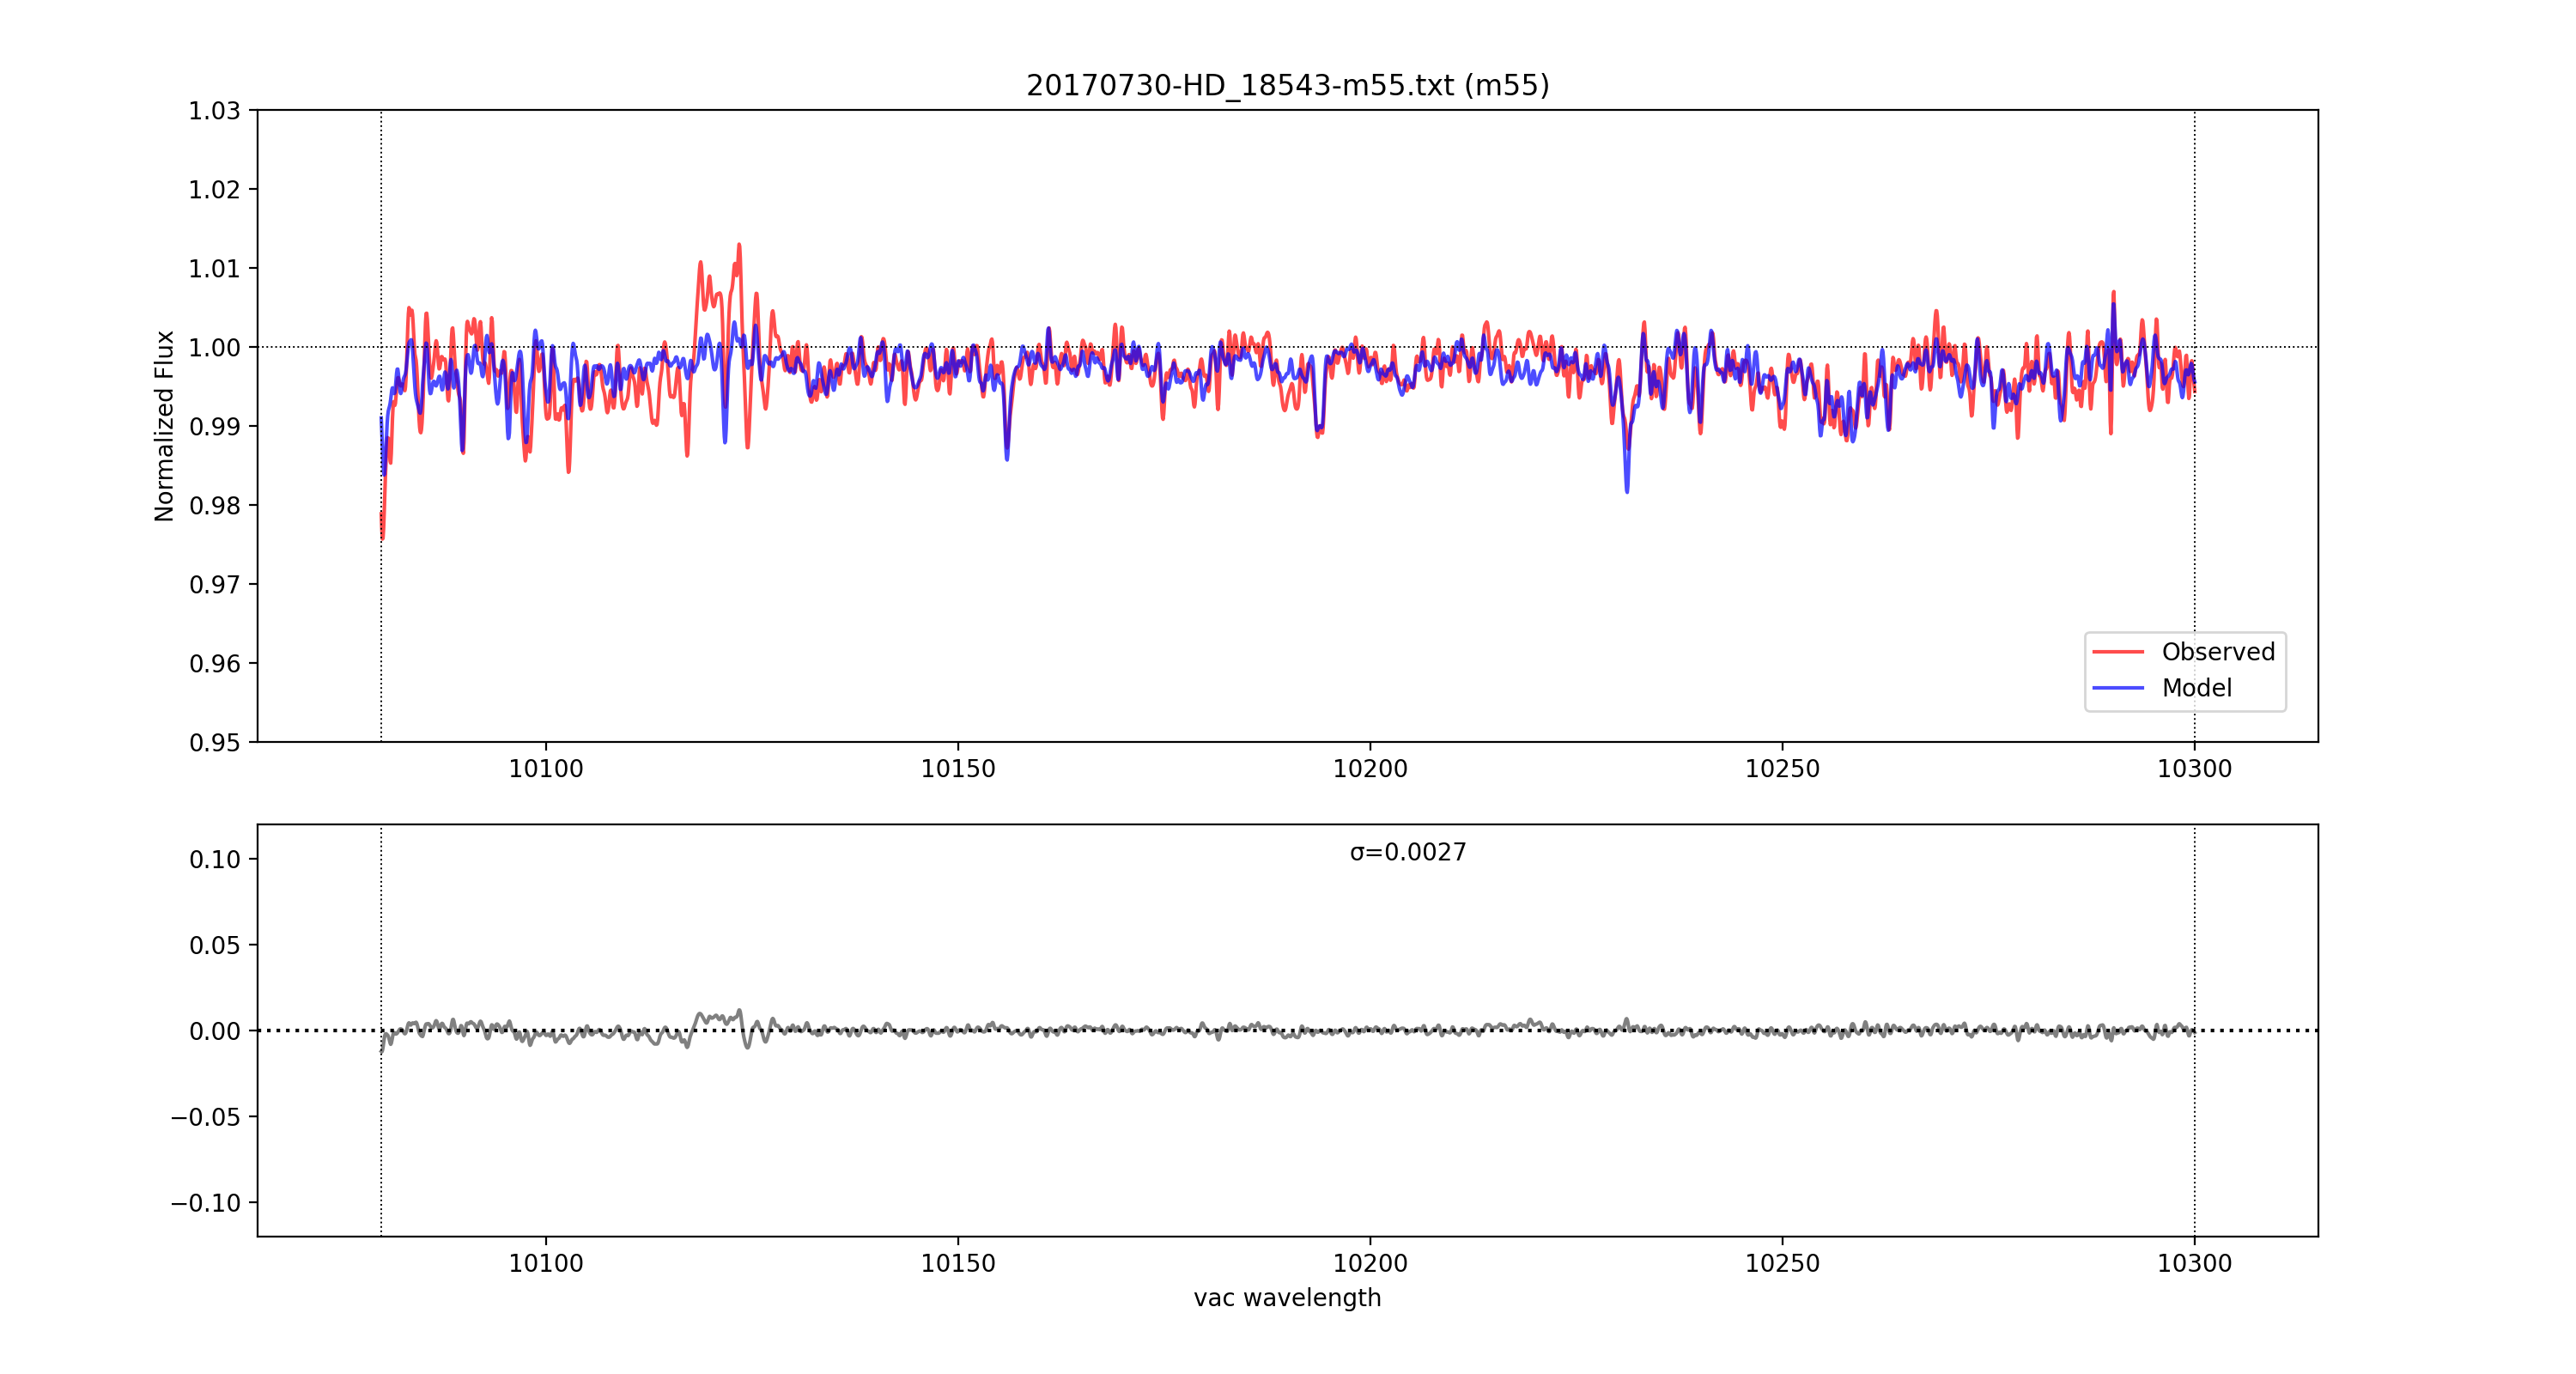 20170730-HD_18543-m55.txt (m55)
1.03
1.02
1.01
1.00
0.99
0.98
0.97
0.96
0.95
Normalized Flux
Observed
Model
10100 10150 10200 10250 10300
σ=0.0027
0.10
0.05
0.00
−0.05
−0.10
10100 10150 10200 10250 10300
vac wavelength